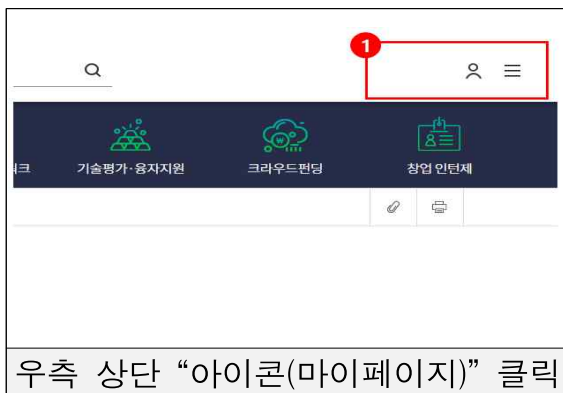 1
기술평가·융자지원
크라우드펀딩
창업 인턴제
우측 상단 “아이콘(마이페이지)” 클릭